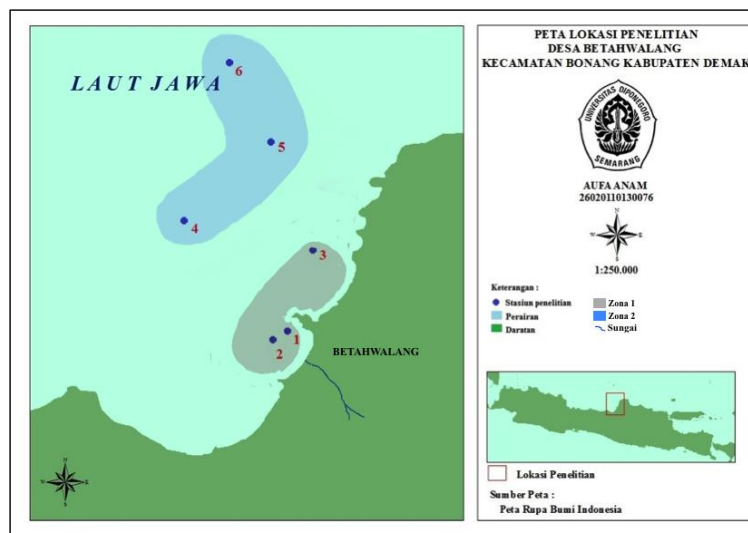 LAUT JAWA
6
5
4
3
1
2
BETAHWALANG
N
PETA LOKASI PENELITIAN
DESA BETAHWALANG
KECAMATAN BONANG KABUPATEN DEMAK
UNIVERSITAS DIPONEGORO
SEMARANG
AUFA ANAM
26020110130076
N
S
1:250.000
Keterangan :
Stasiun penelitian
Perairan
Daratan
Zona 1
Zona 2
Sungai
Lokasi Penelitian
Sumber Peta :
Peta Rupa Bumi Indonesia